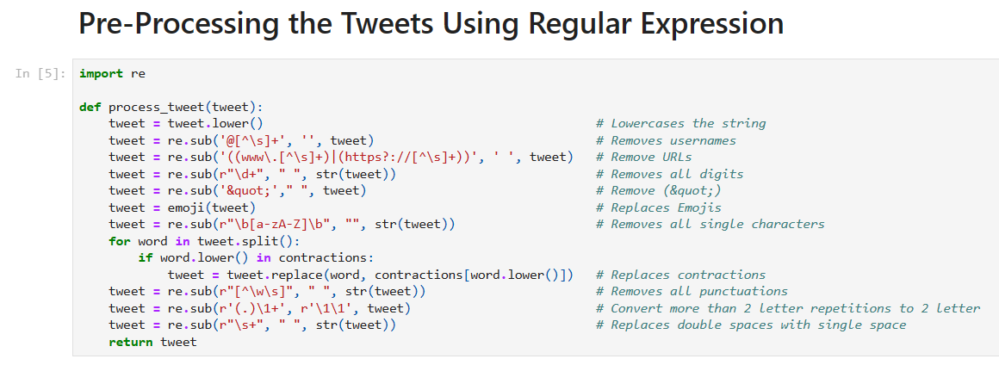 Pre-Processing the Tweets Using Regular Expression
In [5]:
import re
def process_tweet(tweet):
    tweet = tweet.lower()                                             # Lowercases the string
    tweet = re.sub('@[^\s]+', '', tweet)                              # Removes usernames
    tweet = re.sub('((www\.[^\s]+)|(https?://[^\s]+))', ' ', tweet)   # Remove URLs
    tweet = re.sub(r"\d+", " ", str(tweet))                           # Removes all digits
    tweet = re.sub('&quot;'," ", tweet)                               # Remove (&quot;)
    tweet = emoji(tweet)                                              # Replaces Emojis
    tweet = re.sub(r"\b[a-zA-Z]\b", "", str(tweet))                   # Removes all single characters
    for word in tweet.split():
        if word.lower() in contractions:
            tweet = tweet.replace(word, contractions[word.lower()])   # Replaces contractions
    tweet = re.sub(r"[^\w\s]", " ", str(tweet))                       # Removes all punctuations
    tweet = re.sub(r'(.)\1+', r'\1\1', tweet)                         # Convert more than 2 letter repetitions to 2 letter
    tweet = re.sub(r"\s+", " ", str(tweet))                           # Replaces double spaces with single space
    return tweet